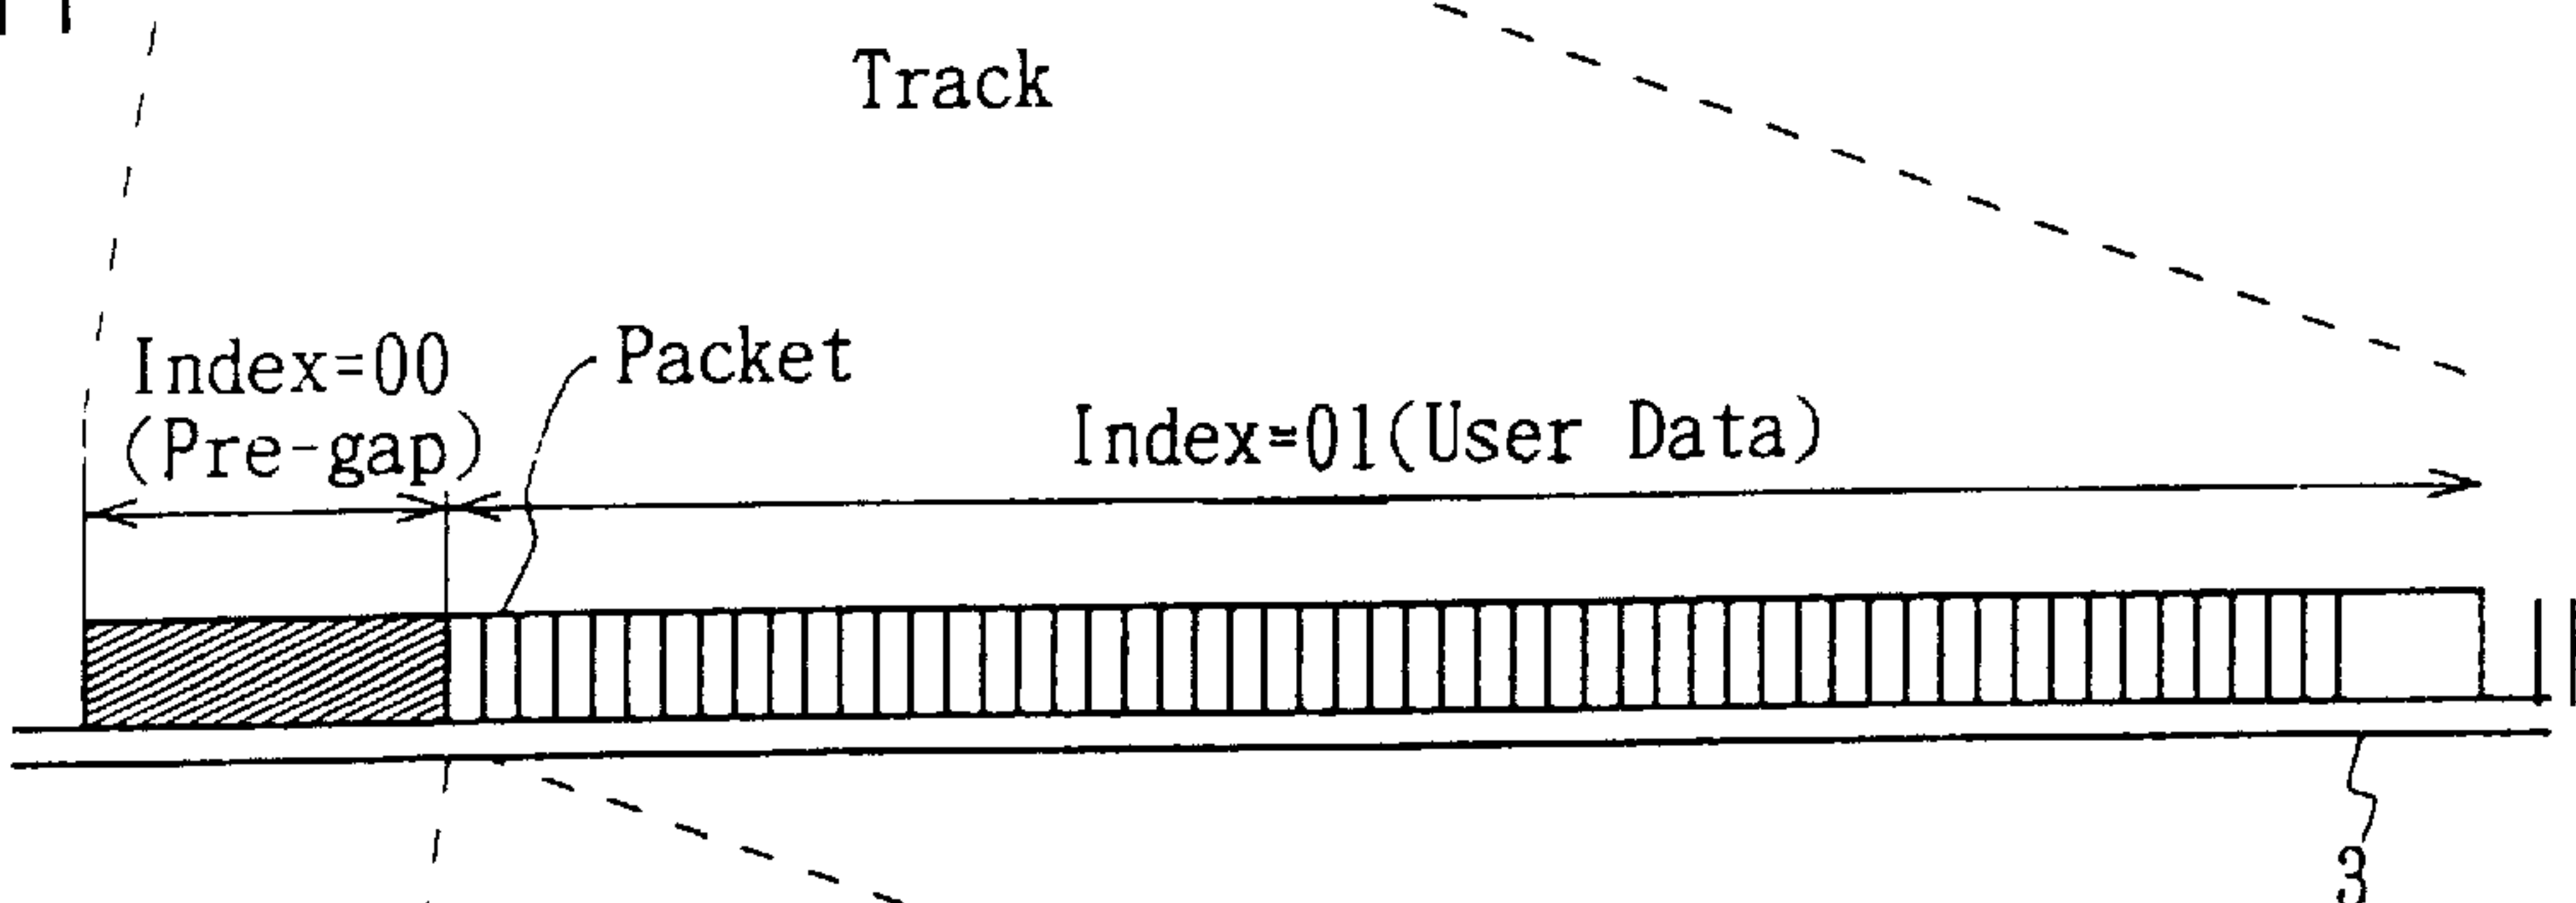 Track
Index=00
(Pre-gap)
Packet
Index=01(User Data)
3